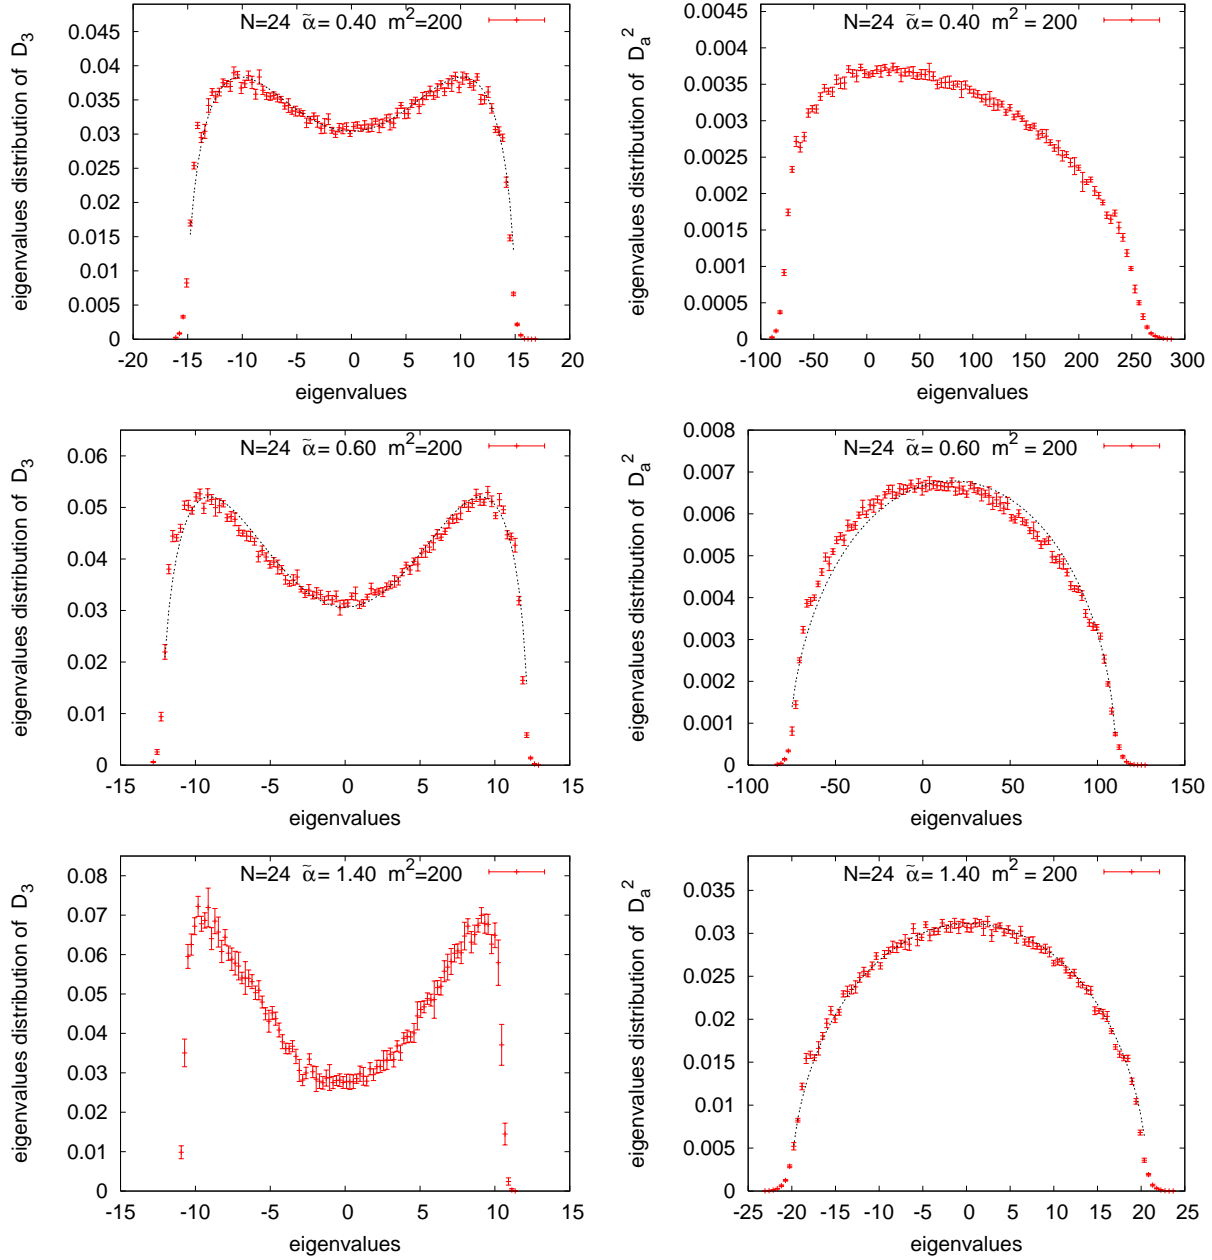 N=24 α̃= 0.40 m²=200
eigenvalues distribution of D₃
0.045
0.04
0.035
0.03
0.025
0.02
0.015
0.01
0.005
0
-20 -15 -10 -5 0 5 10 15 20
eigenvalues
N=24 α̃= 0.40 m² = 200
eigenvalues distribution of Dₐ²
0.0045
0.004
0.0035
0.003
0.0025
0.002
0.0015
0.001
0.0005
0
-100 -50 0 50 100 150 200 250 300
eigenvalues
N=24 α̃= 0.60 m²=200
eigenvalues distribution of D₃
0.06
0.05
0.04
0.03
0.02
0.01
0
-15 -10 -5 0 5 10 15
eigenvalues
N=24 α̃= 0.60 m² = 200
eigenvalues distribution of Dₐ²
0.008
0.007
0.006
0.005
0.004
0.003
0.002
0.001
0
-100 -50 0 50 100 150
eigenvalues
N=24 α̃= 1.40 m²=200
eigenvalues distribution of D₃
0.08
0.07
0.06
0.05
0.04
0.03
0.02
0.01
0
-15 -10 -5 0 5 10 15
eigenvalues
N=24 α̃= 1.40 m² = 200
eigenvalues distribution of Dₐ²
0.035
0.03
0.025
0.02
0.015
0.01
0.005
0
-25 -20 -15 -10 -5 0 5 10 15 20 25
eigenvalues